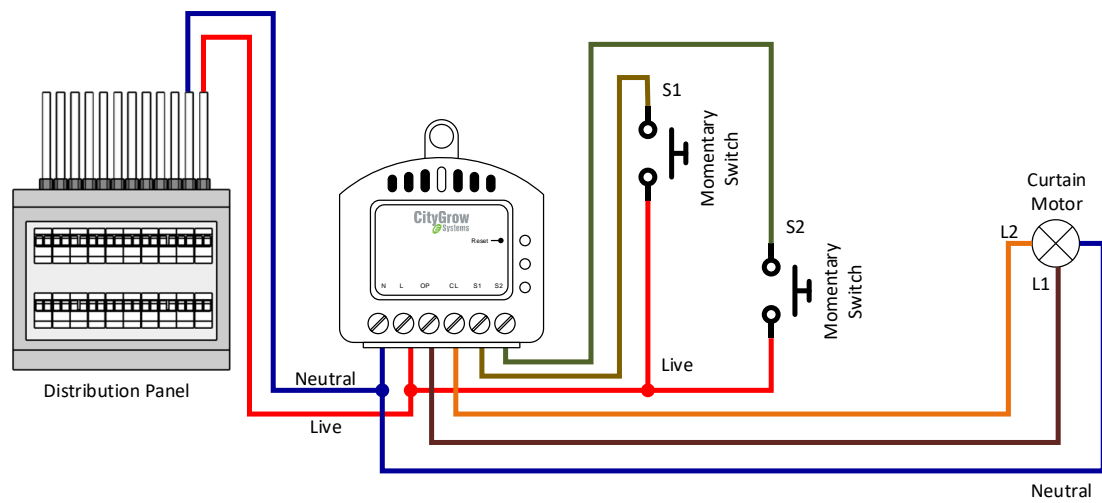 S1
Momentary
Switch
S2
Momentary
Switch
Curtain
Motor
L2
L1
CityGrow
Systems
Reset
N L OP CL S1 S2
Distribution Panel
Neutral
Live
Live
Neutral